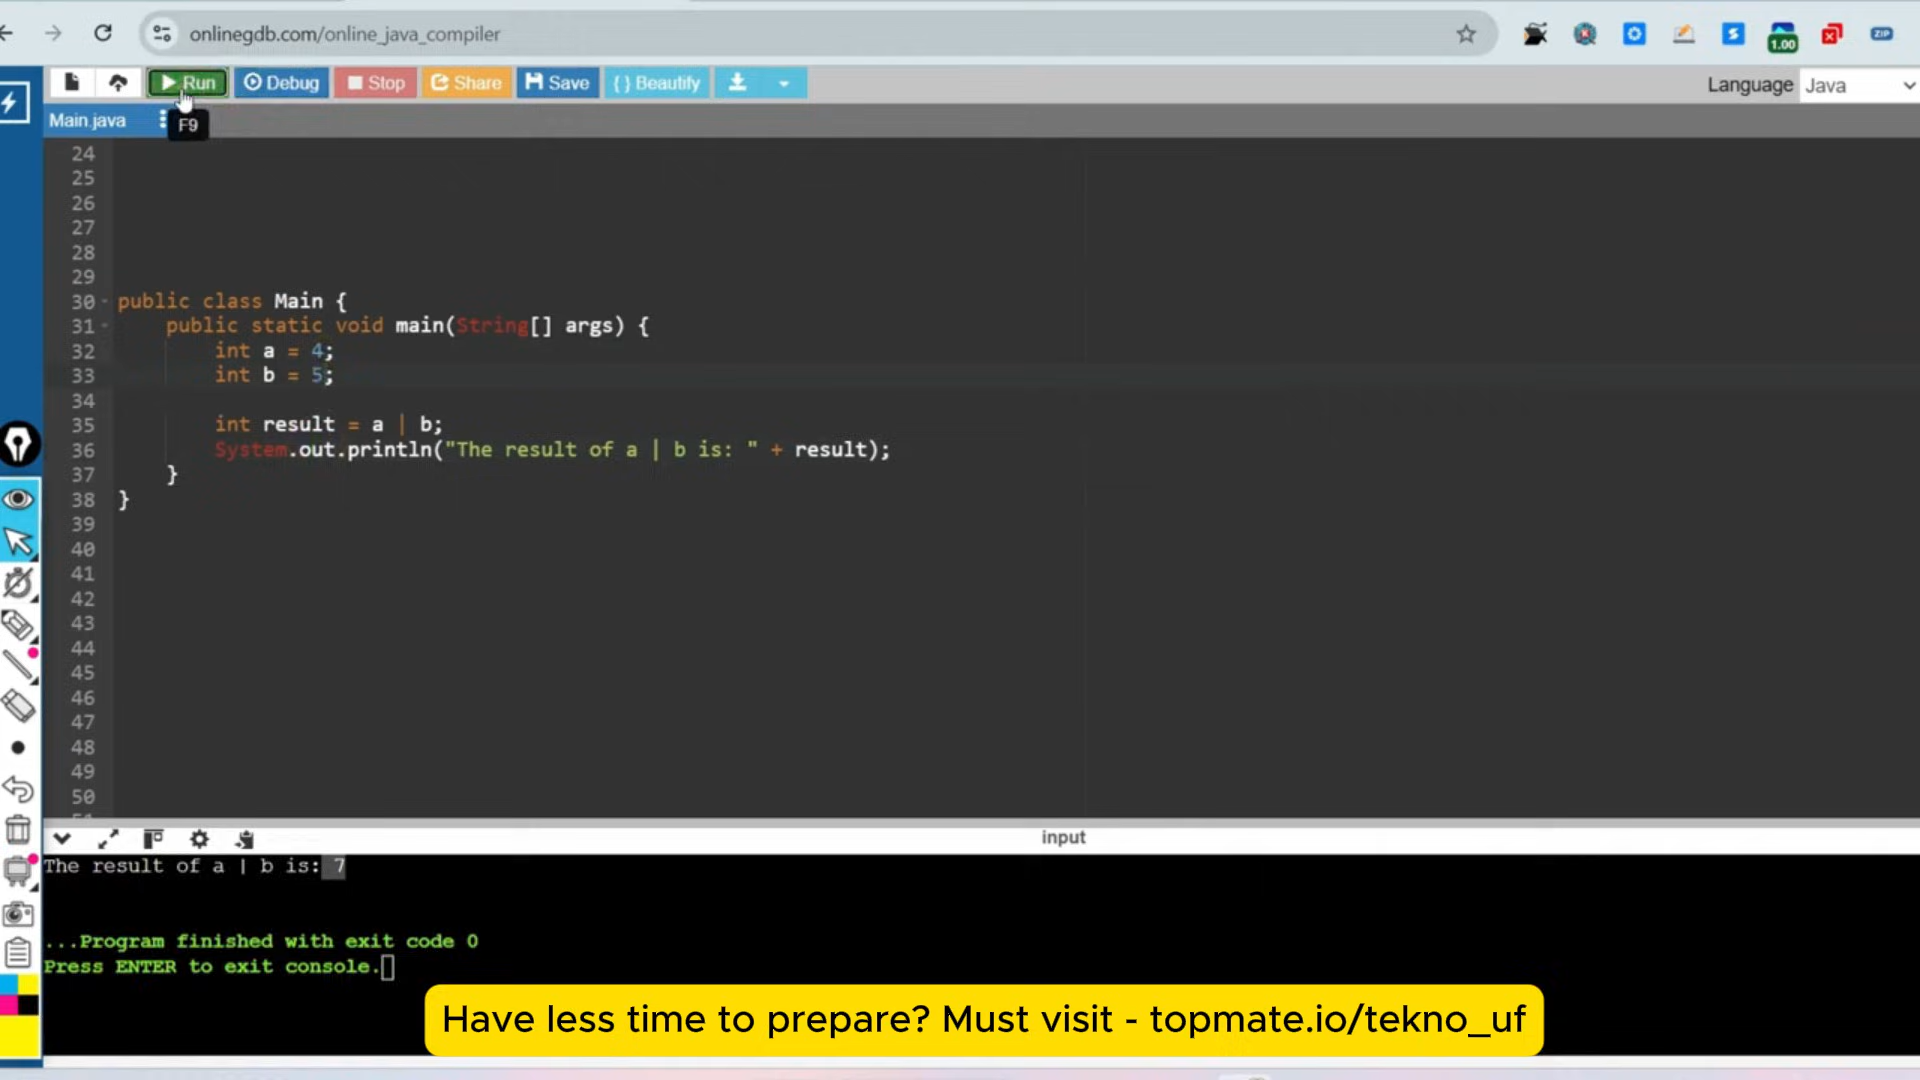 onlinegdb.com/online_java_compiler
1.00
ZIP
Run
Debug
Stop
Share
Save
{ } Beautify
Language
Java
Main.java
F9
24
25
26
27
28
29
30 public class Main {
31 public static void main(String[] args) {
32 int a = 4;
33 int b = 5;
34
35 int result = a | b;
36 System.out.println("The result of a | b is: " + result);
37 }
38 }
39
40
41
42
43
44
45
46
47
48
49
50
input
The result of a | b is: 7
...Program finished with exit code 0
Press ENTER to exit console.
Have less time to prepare? Must visit - topmate.io/tekno_uf